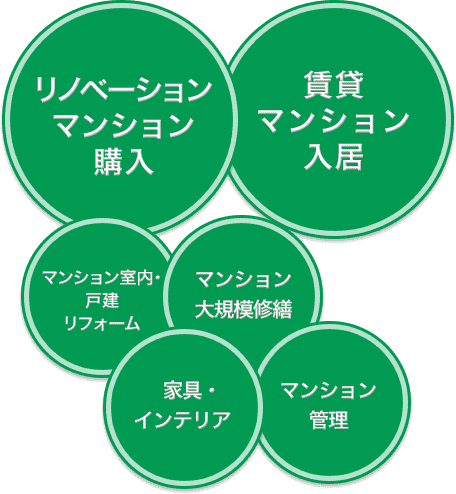 リノベーション
マンション
購入
賃貸
マンション
入居
マンション室内・
戸建
リフォーム
マンション
大規模修繕
家具・
インテリア
マンション
管理